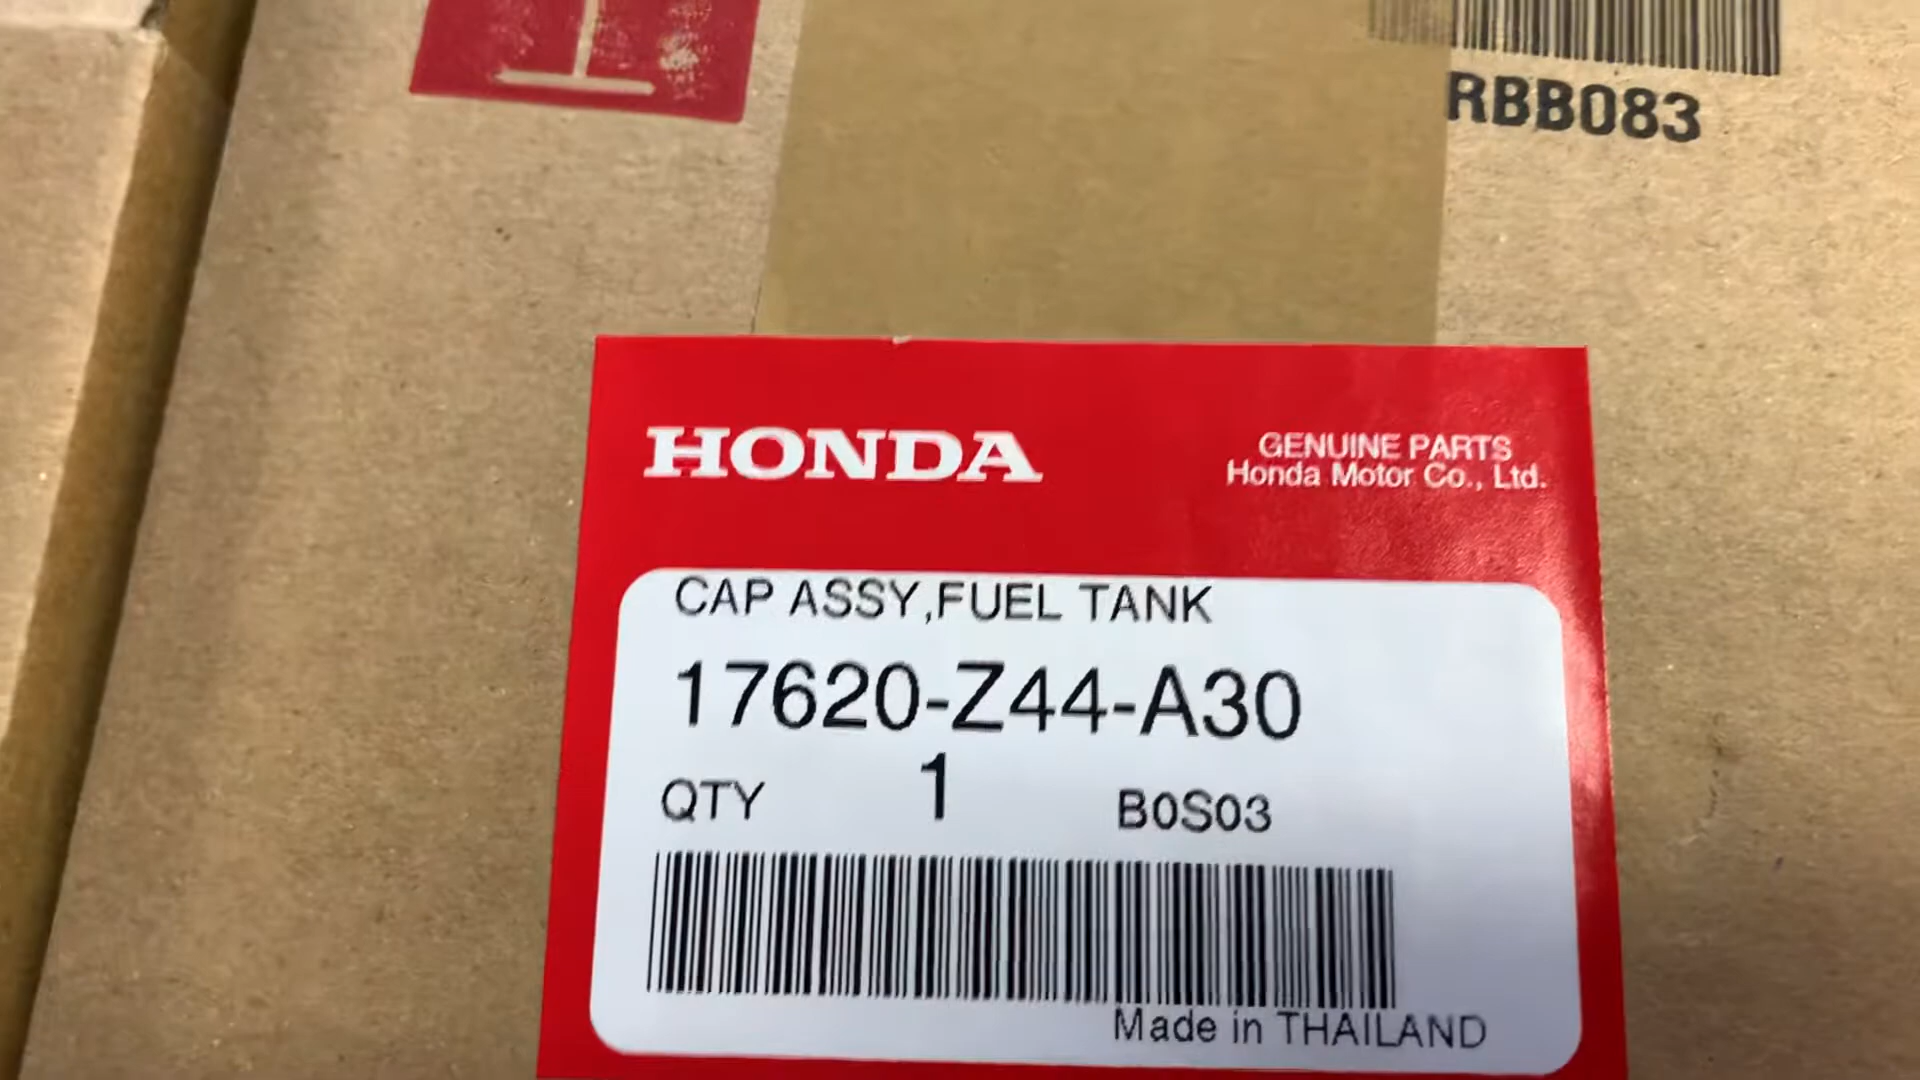 RBB083
HONDA
GENUINE PARTS
Honda Motor Co., Ltd.
CAP ASSY,FUEL TANK
17620-Z44-A30
QTY 1 B0S03
Made in THAILAND